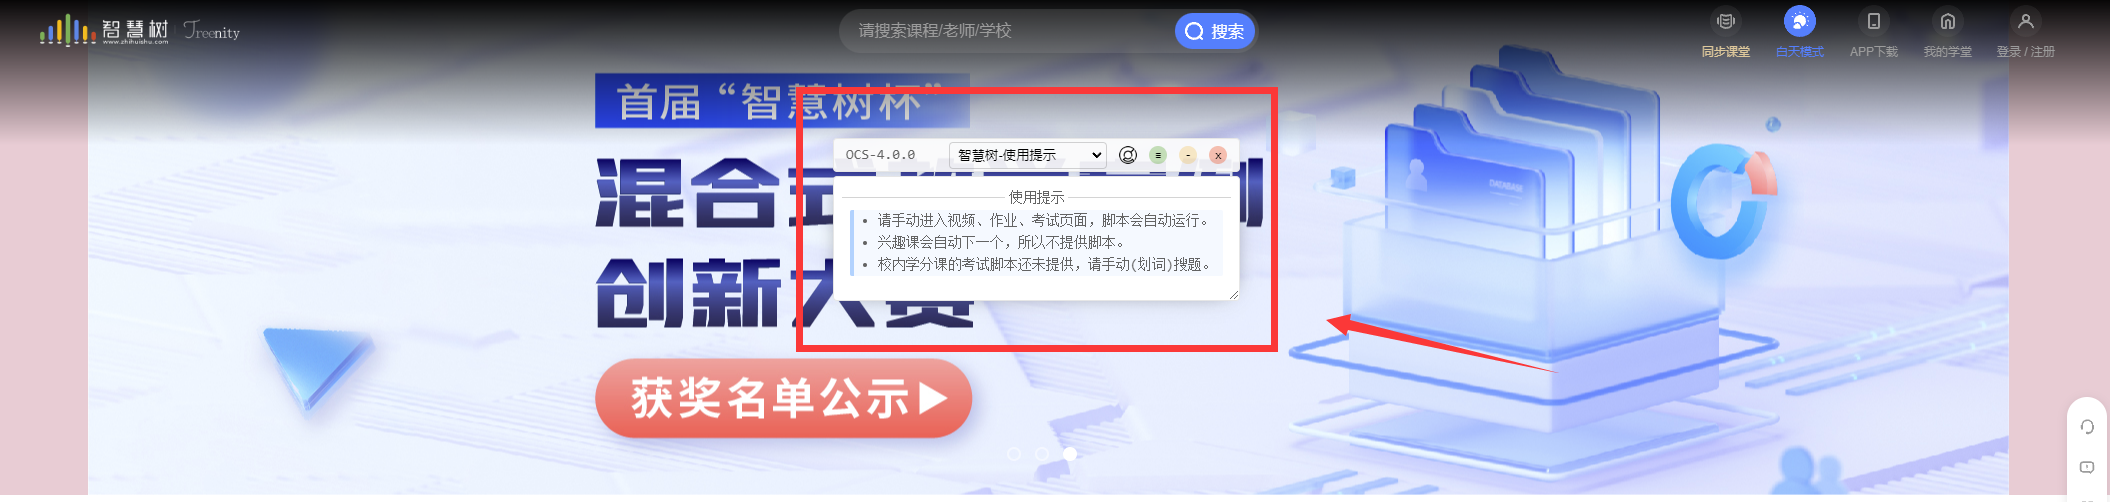 智慧树
www.zhihuishu.com
Treenity
请搜索课程/老师/学校
搜索
同步课堂
白天模式
APP下载
我的学堂
登录 / 注册
首届“智慧树杯”
混合式
创新大赛
获奖名单公示
OCS-4.0.0
智慧树-使用提示
-
x
使用提示
• 请手动进入视频、作业、考试页面，脚本会自动运行。
• 兴趣课会自动下一个，所以不提供脚本。
• 校内学分课的考试脚本还未提供，请手动(划词)搜题。
DATABASE